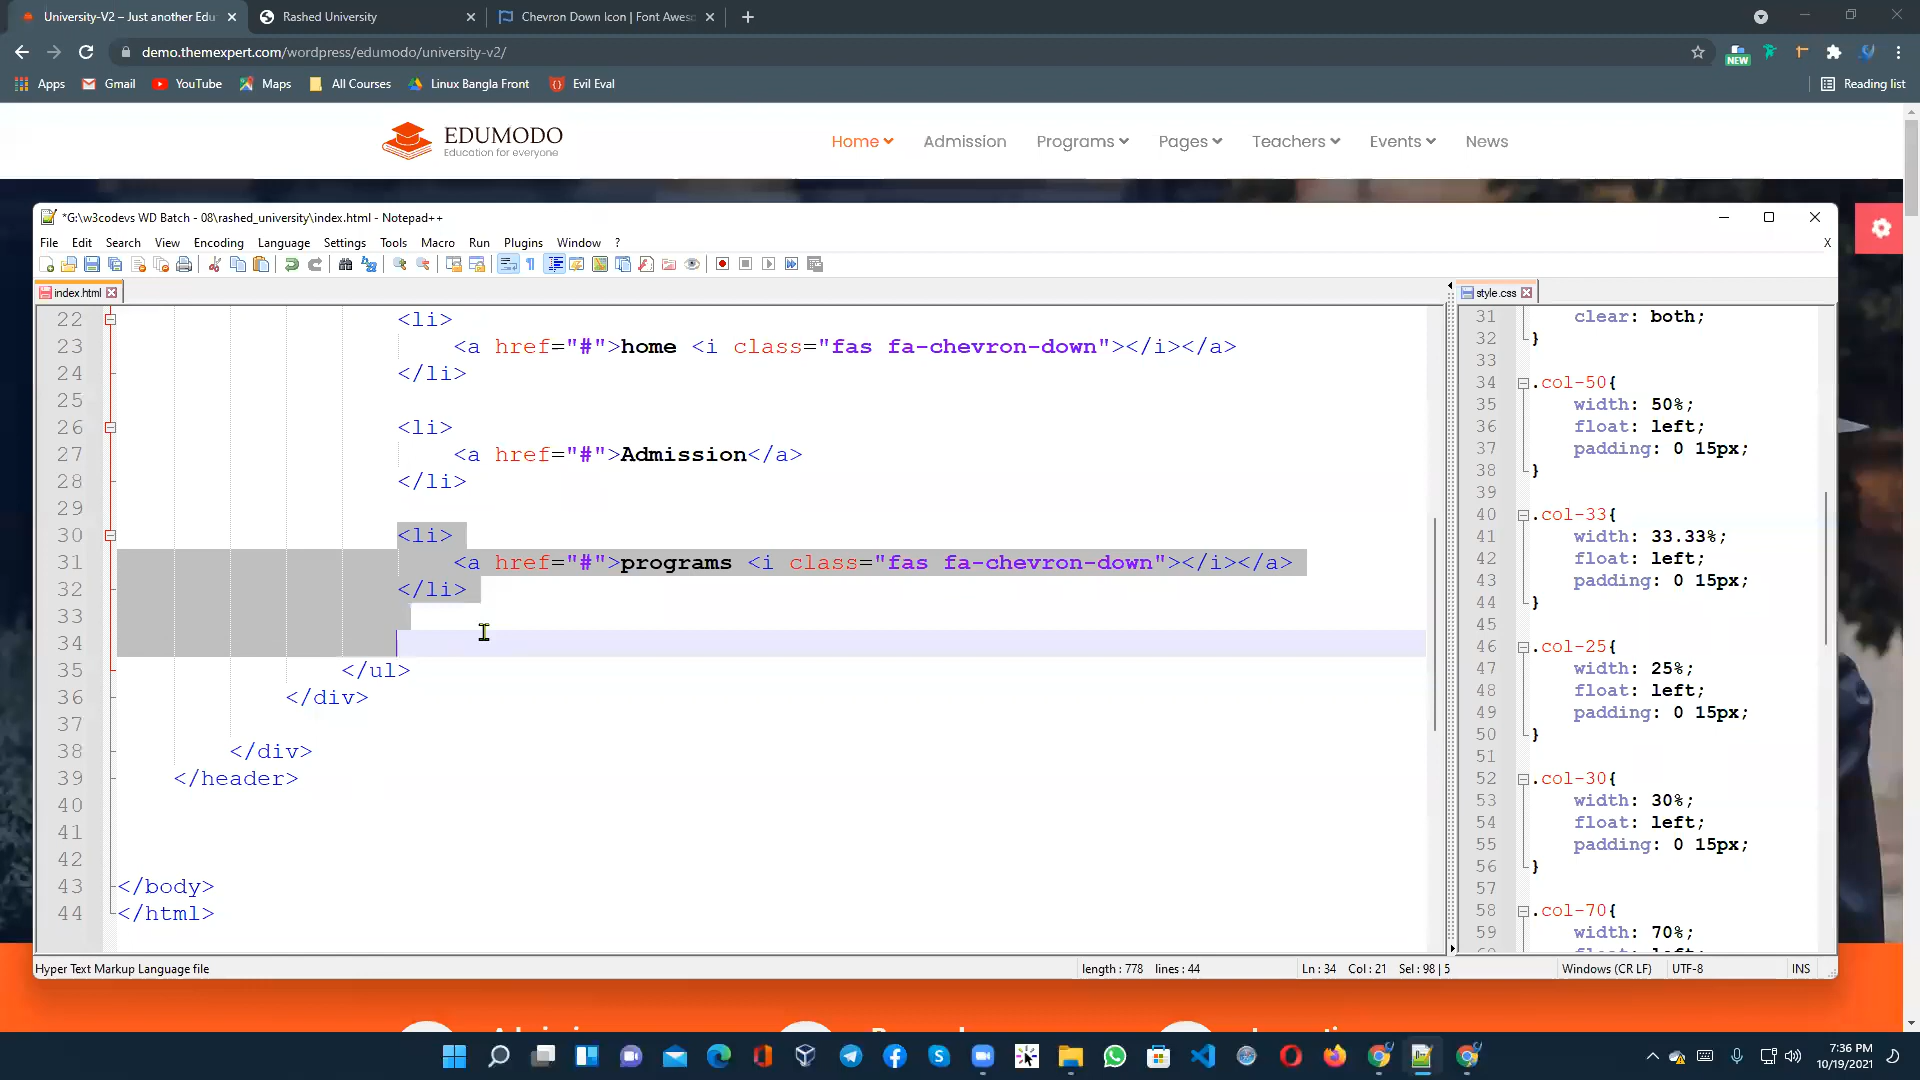 University-V2 – Just another Edu
Rashed University
Chevron Down Icon | Font Aweso
demo.themexpert.com/wordpress/edumodo/university-v2/
NEW
Apps
Gmail
YouTube
Maps
All Courses
Linux Bangla Front
Evil Eval
Reading list
EDUMODO
Education for everyone
Home
Admission
Programs
Pages
Teachers
Events
News
*G:\w3codevs WD Batch - 08\rashed_university\index.html - Notepad++
File Edit Search View Encoding Language Settings Tools Macro Run Plugins Window ?
X
index.html
22 <li>
23 <a href="#">home <i class="fas fa-chevron-down"></i></a>
24 </li>
25
26 <li>
27 <a href="#">Admission</a>
28 </li>
29
30 <li>
31 <a href="#">programs <i class="fas fa-chevron-down"></i></a>
32 </li>
33
34
35 </ul>
36 </div>
37
38 </div>
39 </header>
40
41
42
43 </body>
44 </html>
style.css
31 clear: both;
32 }
33
34 .col-50{
35 width: 50%;
36 float: left;
37 padding: 0 15px;
38 }
39
40 .col-33{
41 width: 33.33%;
42 float: left;
43 padding: 0 15px;
44 }
45
46 .col-25{
47 width: 25%;
48 float: left;
49 padding: 0 15px;
50 }
51
52 .col-30{
53 width: 30%;
54 float: left;
55 padding: 0 15px;
56 }
57
58 .col-70{
59 width: 70%;
Hyper Text Markup Language file
length : 778 lines : 44
Ln : 34 Col : 21 Sel : 98 | 5
Windows (CR LF)
UTF-8
INS
7:36 PM
10/19/2021